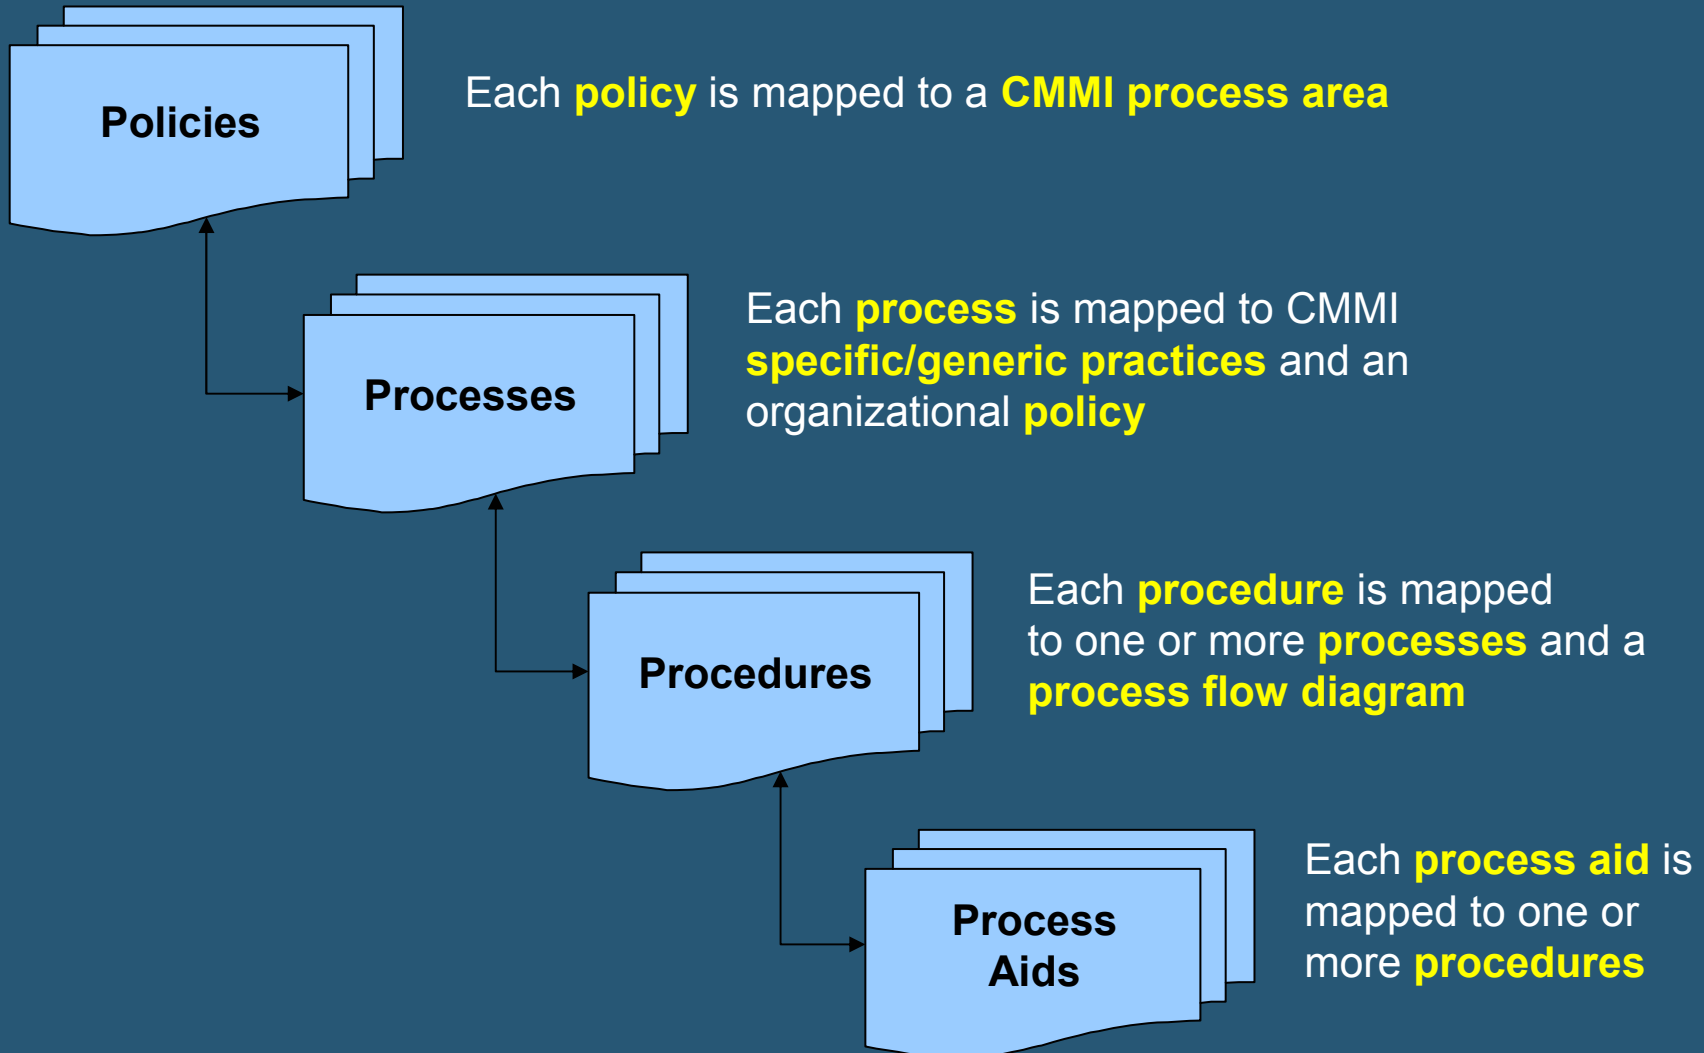 Policies
Each policy is mapped to a CMMI process area
Processes
Each process is mapped to CMMI
specific/generic practices and an
organizational policy
Procedures
Each procedure is mapped
to one or more processes and a
process flow diagram
Process
Aids
Each process aid is
mapped to one or
more procedures